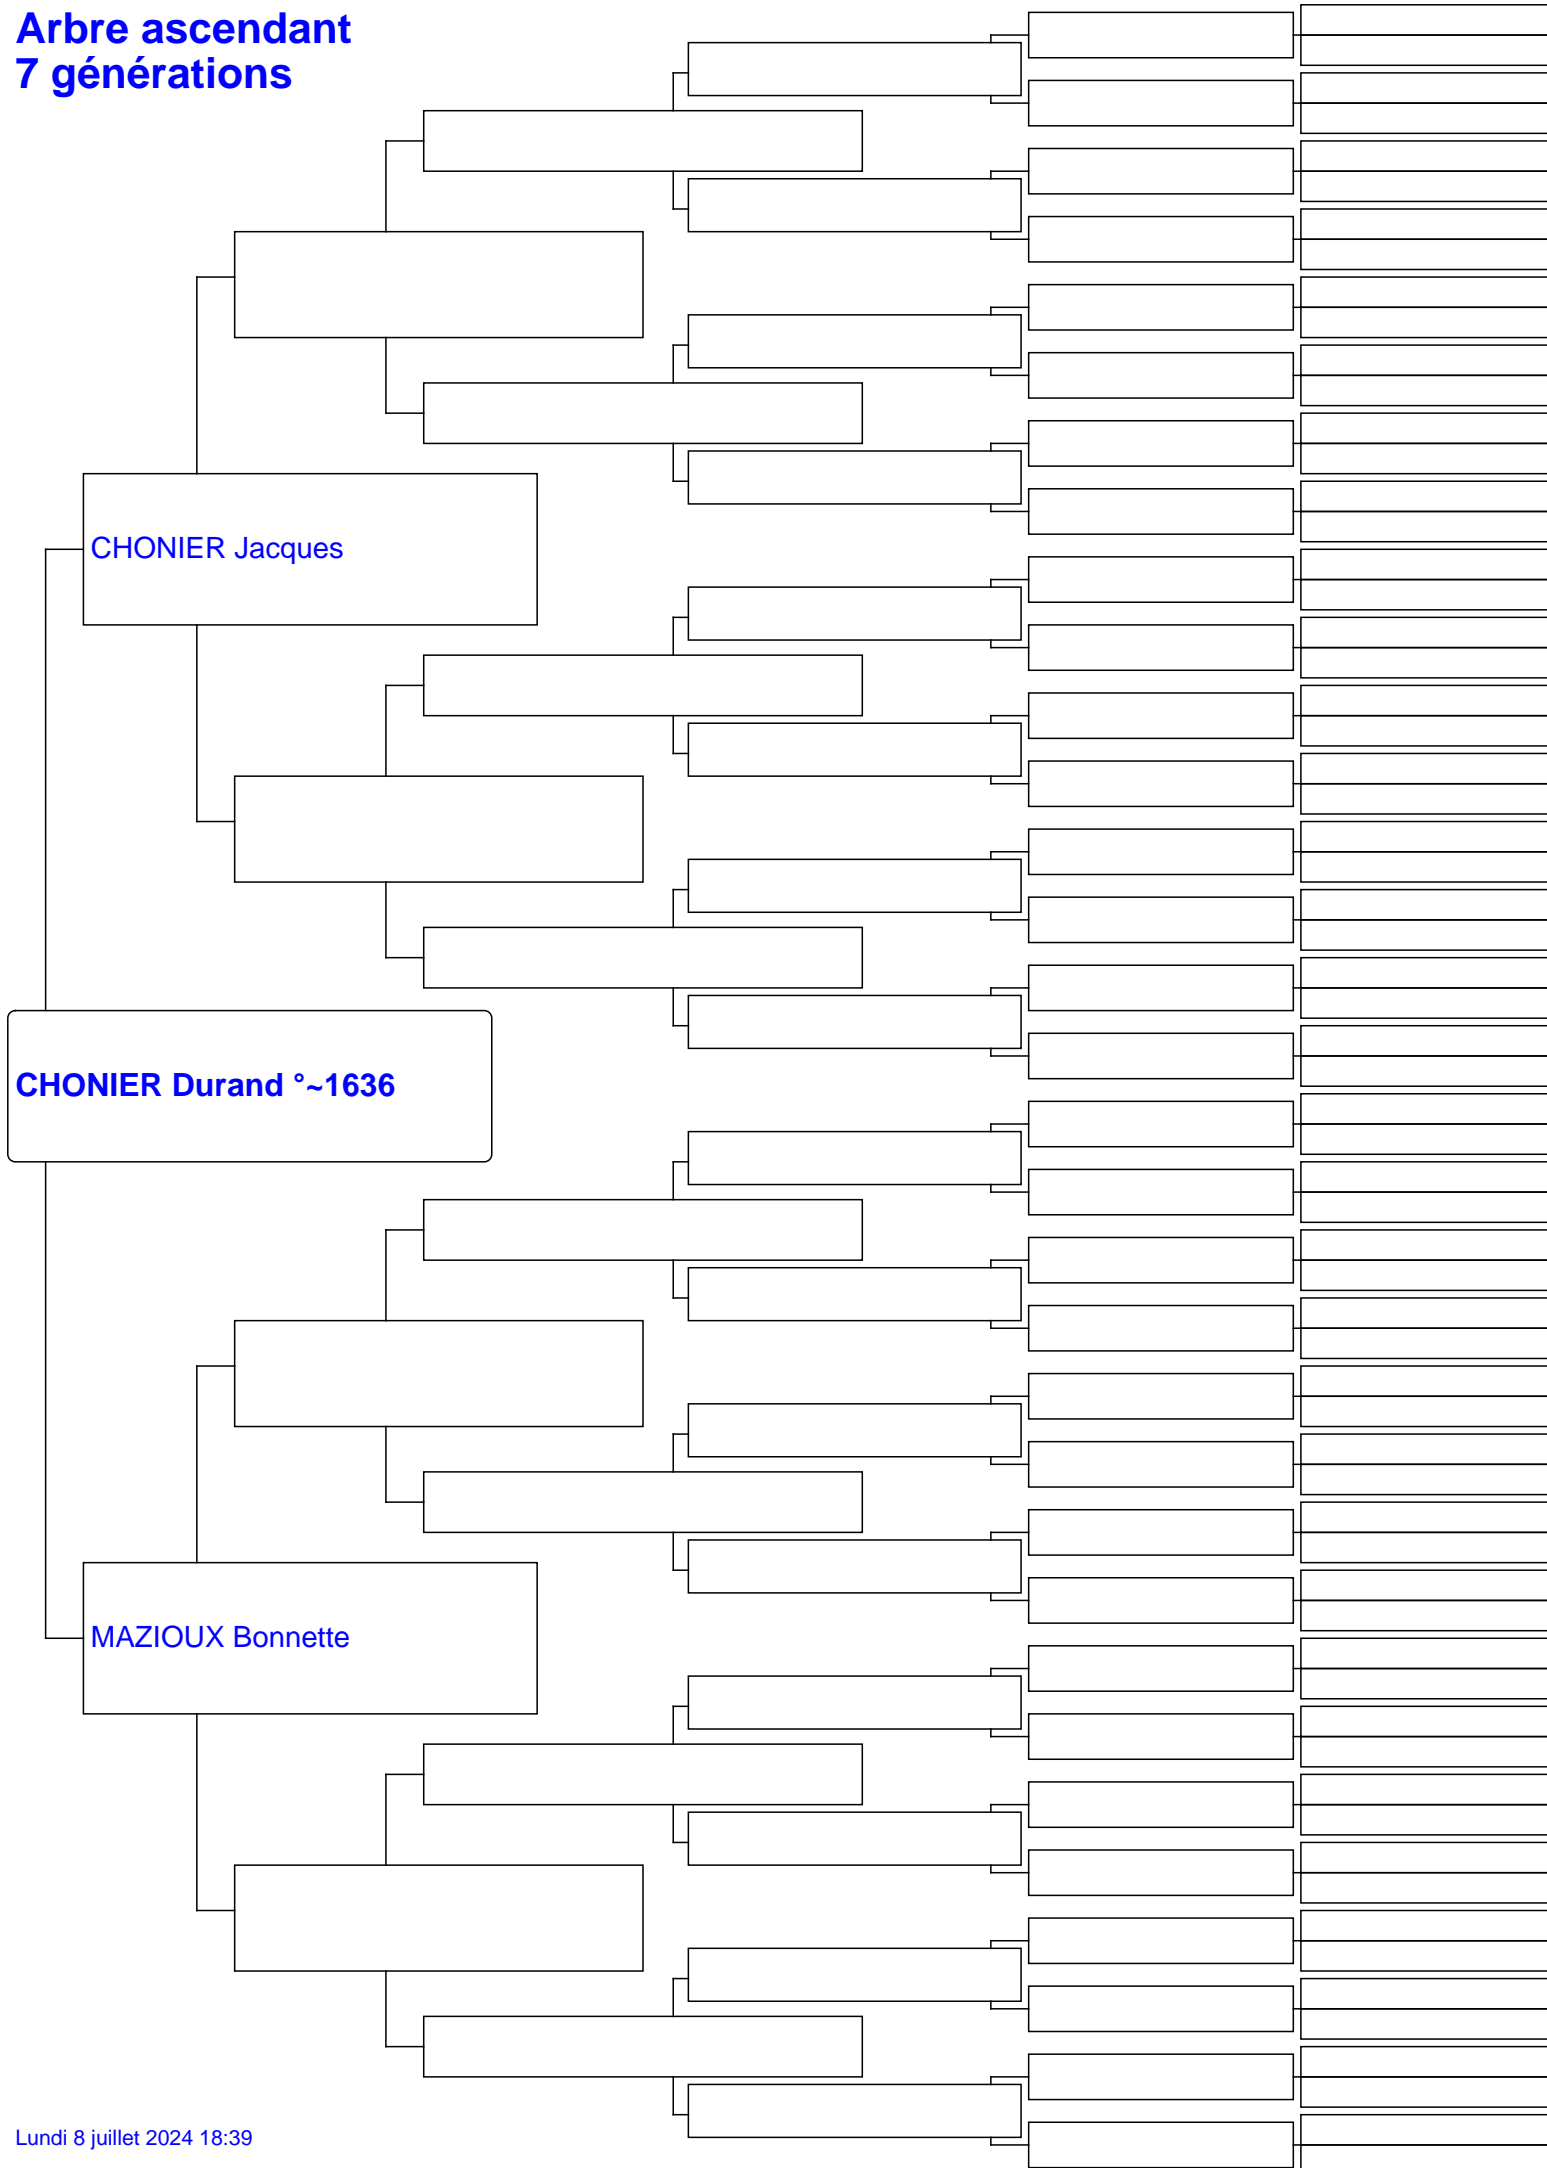 Arbre ascendant
7 générations
CHONIER Jacques
CHONIER Durand °~1636
MAZIOUX Bonnette
Lundi 8 juillet 2024 18:39